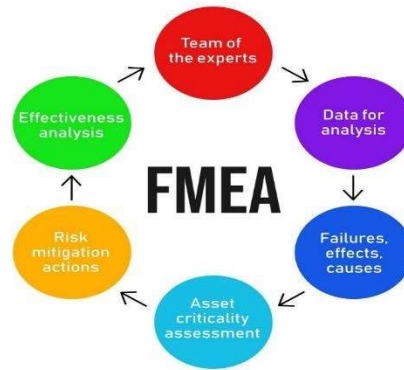 Team of
the experts
Data for
analysis
Failures,
effects,
causes
Asset
criticality
assessment
Risk
mitigation
actions
Effectiveness
analysis
FMEA